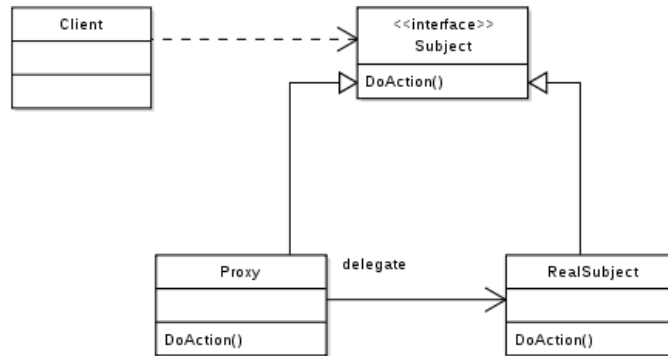 Client
<<interface>>
Subject
DoAction()
Proxy
delegate
RealSubject
DoAction()
DoAction()